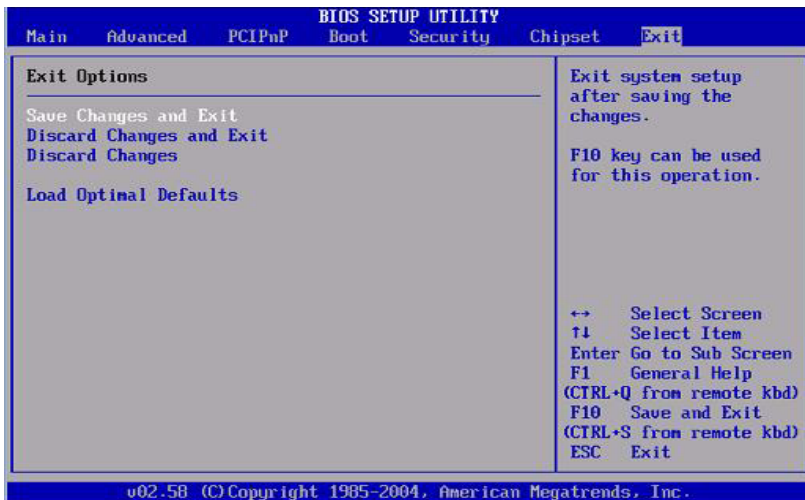 BIOS SETUP UTILITY
Main Advanced PCIPnP Boot Security Chipset Exit
Exit Options
Save Changes and Exit
Discard Changes and Exit
Discard Changes
Load Optimal Defaults
Exit system setup
after saving the
changes.
F10 key can be used
for this operation.
↔ Select Screen
↑↓ Select Item
Enter Go to Sub Screen
F1 General Help
(CTRL+Q from remote kbd)
F10 Save and Exit
(CTRL+S from remote kbd)
ESC Exit
v02.58 (C)Copyright 1985-2004, American Megatrends, Inc.